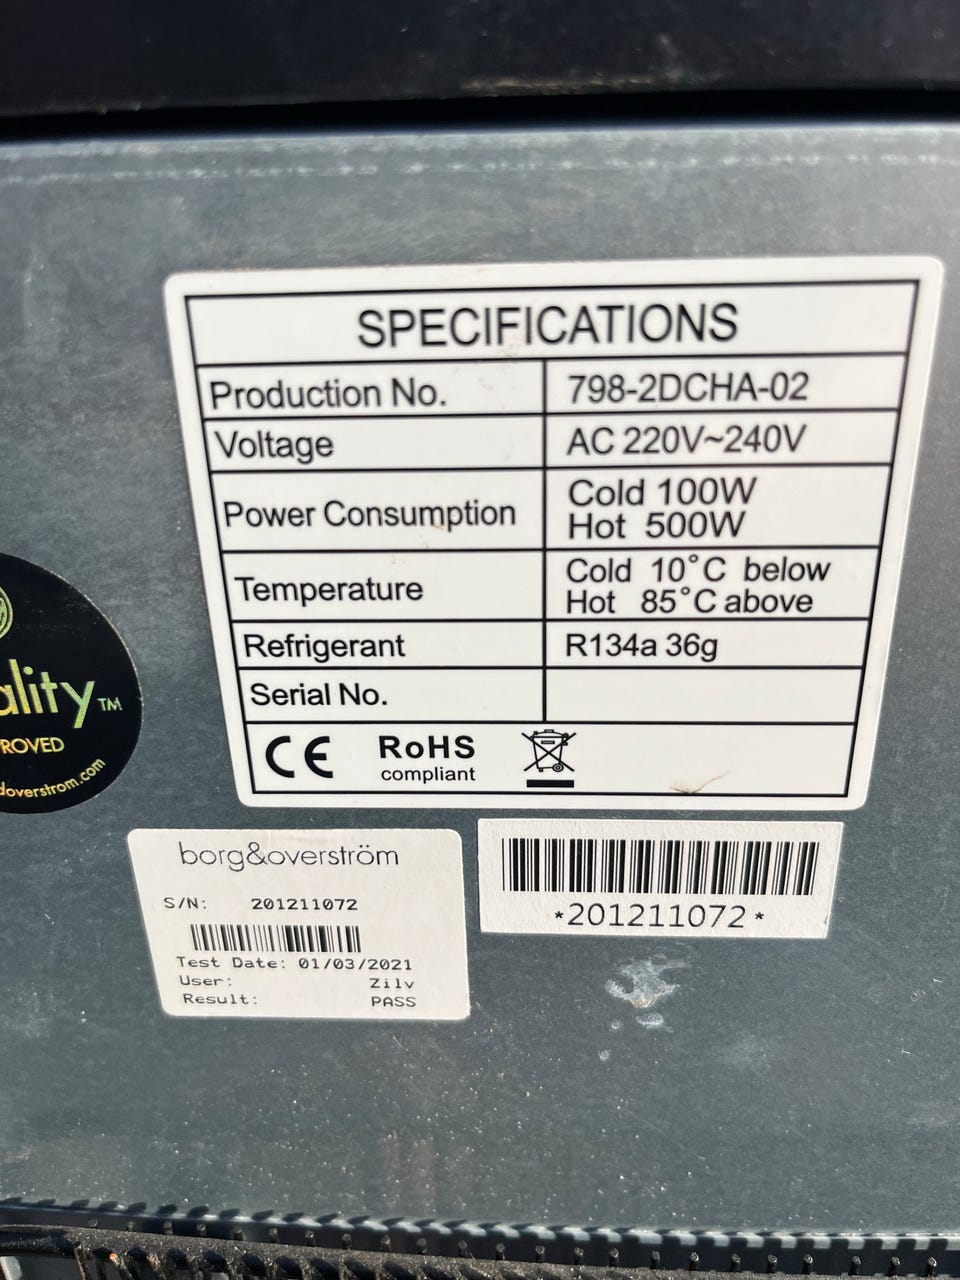 SPECIFICATIONS
Production No. 798-2DCHA-02
Voltage AC 220V~240V
Power Consumption Cold 100W
Hot 500W
Temperature Cold 10°C below
Hot 85°C above
Refrigerant R134a 36g
Serial No.
CE RoHS
compliant
ality™
ROVED
doverstrom.com
borg&overström
S/N: 201211072
Test Date: 01/03/2021
User: Zilv
Result: PASS
*201211072*